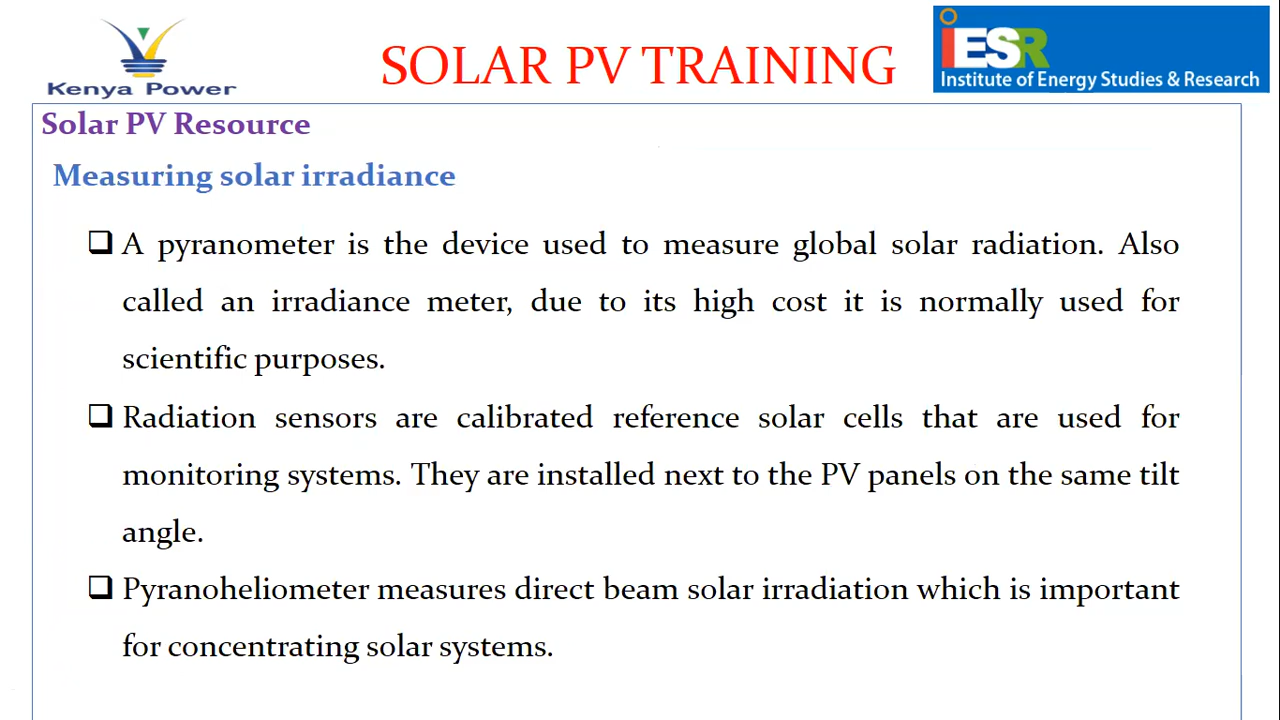 Kenya Power
SOLAR PV TRAINING
iESR
Institute of Energy Studies & Research
Solar PV Resource
Measuring solar irradiance
A pyranometer is the device used to measure global solar radiation. Also
called an irradiance meter, due to its high cost it is normally used for
scientific purposes.
Radiation sensors are calibrated reference solar cells that are used for
monitoring systems. They are installed next to the PV panels on the same tilt
angle.
Pyranoheliometer measures direct beam solar irradiation which is important
for concentrating solar systems.